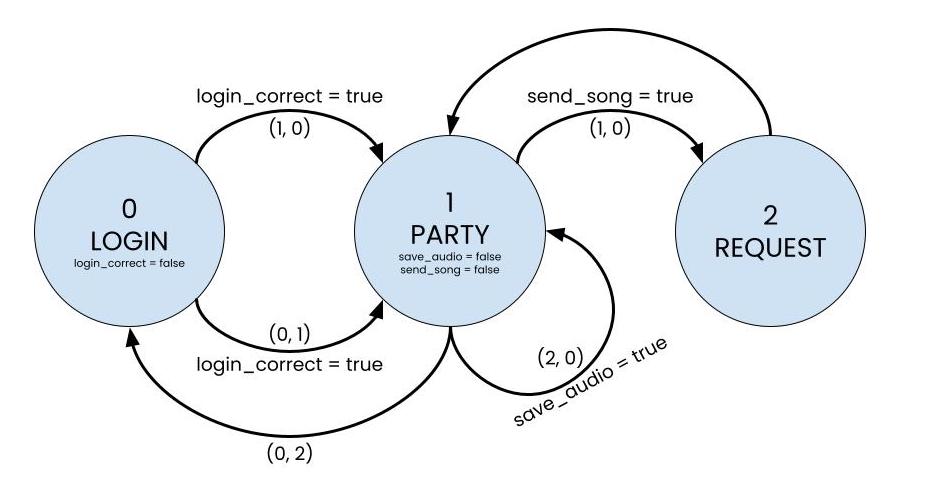 login_correct = true
(1, 0)
send_song = true
(1, 0)
0
LOGIN
login_correct = false
1
PARTY
save_audio = false
send_song = false
2
REQUEST
(0, 1)
login_correct = true
(2, 0)
save_audio = true
(0, 2)